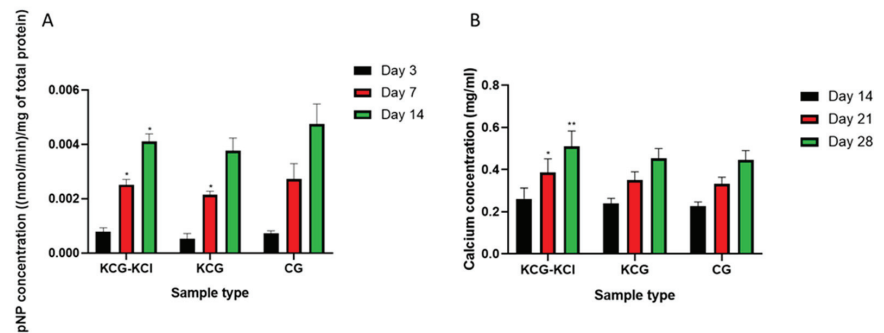 A
pNP concentration ((nmol/min)/mg of total protein)
0.006
0.004
0.002
0.000
* * *
KCG-KCl KCG CG
Sample type
Day 3
Day 7
Day 14
B
Calcium concentration (mg/ml)
0.8
0.6
0.4
0.2
0.0
* **
KCG-KCl KCG CG
Sample type
Day 14
Day 21
Day 28